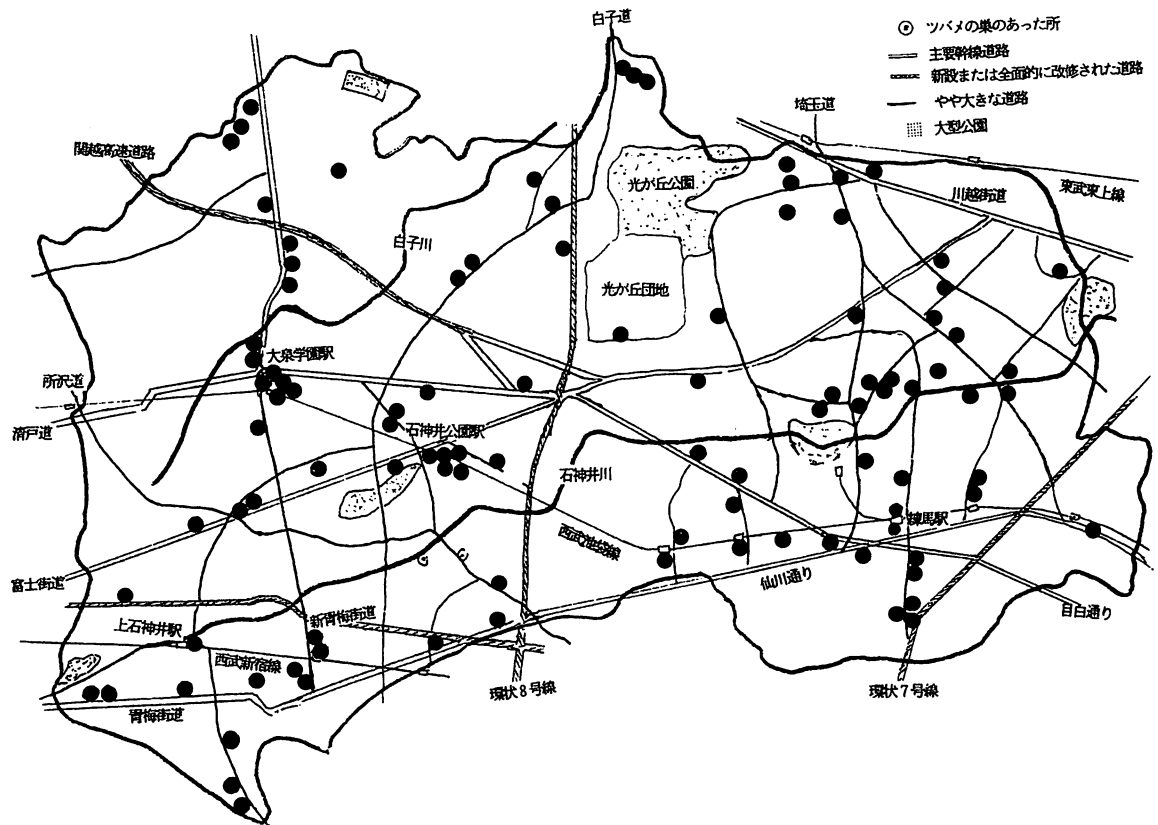 白子道
ツバメの巣のあった所
主要幹線道路
新設または全面的に改修された道路
やや大きな道路
大型公園
埼玉道
関越高速道路
光が丘公園
川越街道
東武東上線
白子川
光が丘団地
大泉学園駅
所沢道
清戸道
石神井公園駅
石神井川
練馬駅
西武池袋線
富士街道
仙川通り
目白通り
新青梅街道
上石神井駅
西武新宿線
環状8号線
環状7号線
青梅街道